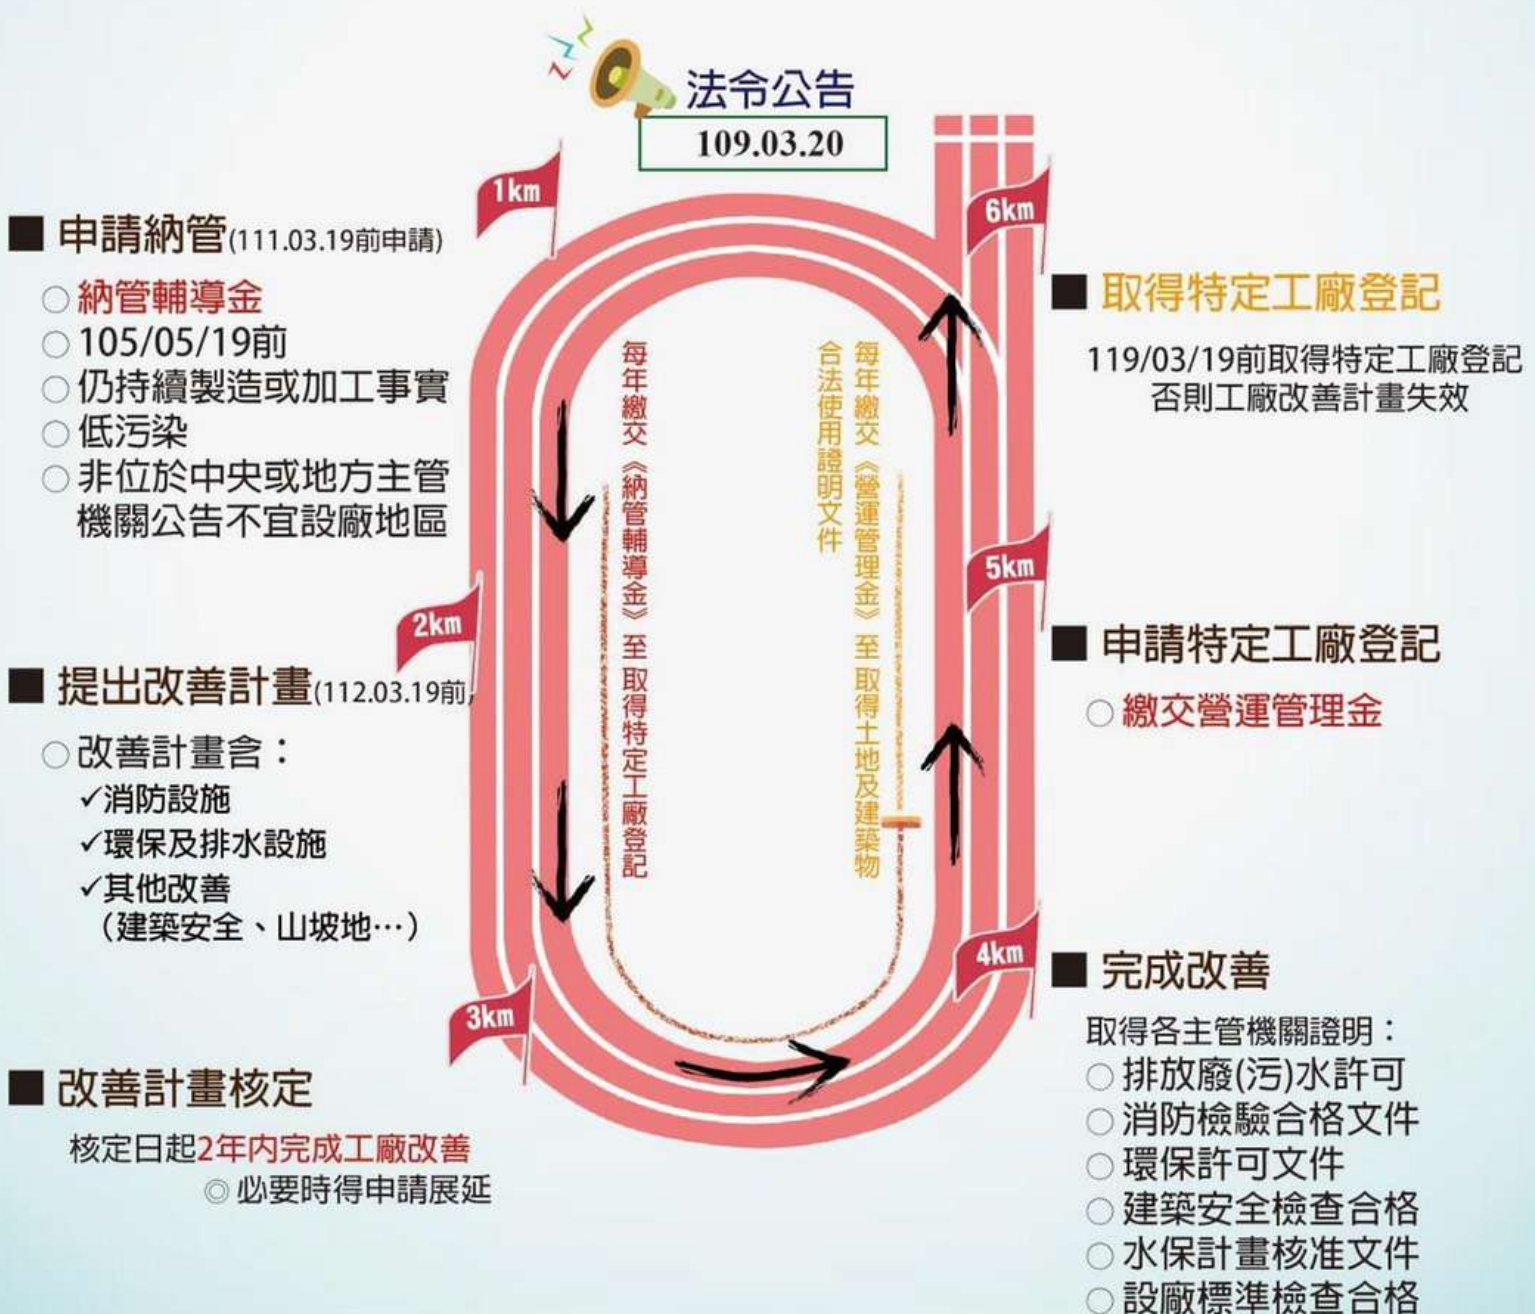 法令公告
109.03.20
1km
■ 申請納管(111.03.19前申請)
○ 納管輔導金
○ 105/05/19前
○ 仍持續製造或加工事實
○ 低污染
○ 非位於中央或地方主管
機關公告不宜設廠地區
2km
■ 提出改善計畫(112.03.19前)
○ 改善計畫含：
✓消防設施
✓環保及排水設施
✓其他改善
（建築安全、山坡地…）
3km
■ 改善計畫核定
核定日起2年内完成工廠改善
◎ 必要時得申請展延
每年繳交《納管輔導金》至 取得特定工廠登記
每年繳交《營運管理金》至 取得土地及建築物
合法使用證明文件
4km
■ 完成改善
取得各主管機關證明：
○ 排放廢(污)水許可
○ 消防檢驗合格文件
○ 環保許可文件
○ 建築安全檢查合格
○ 水保計畫核准文件
○ 設廠標準檢查合格
5km
■ 申請特定工廠登記
○ 繳交營運管理金
6km
■ 取得特定工廠登記
119/03/19前取得特定工廠登記
否則工廠改善計畫失效